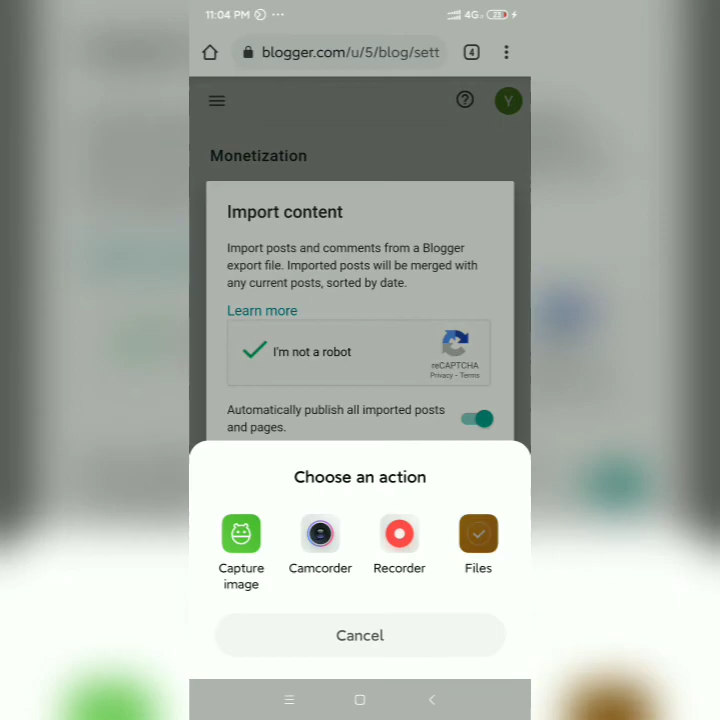 11:04 PM
4G
23
blogger.com/u/5/blog/sett
4
Y
Monetization
Import content
Import posts and comments from a Blogger
export file. Imported posts will be merged with
any current posts, sorted by date.
Learn more
I'm not a robot
reCAPTCHA
Privacy - Terms
Automatically publish all imported posts
and pages.
Choose an action
Capture
image
Camcorder
Recorder
Files
Cancel